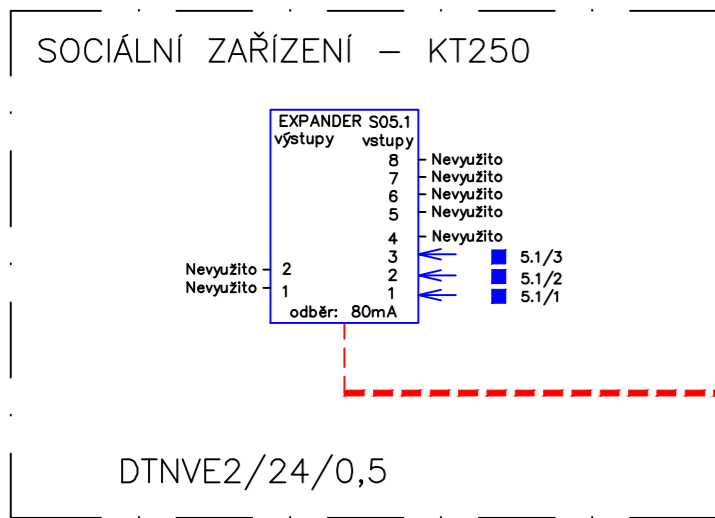 SOCIÁLNÍ ZAŘÍZENÍ – KT250
EXPANDER S05.1
výstupy vstupy
8 Nevyužito
7 Nevyužito
6 Nevyužito
5 Nevyužito
4 Nevyužito
3 5.1/3
Nevyužito 2 2 5.1/2
Nevyužito 1 1 5.1/1
odběr: 80mA
DTNVE2/24/0,5